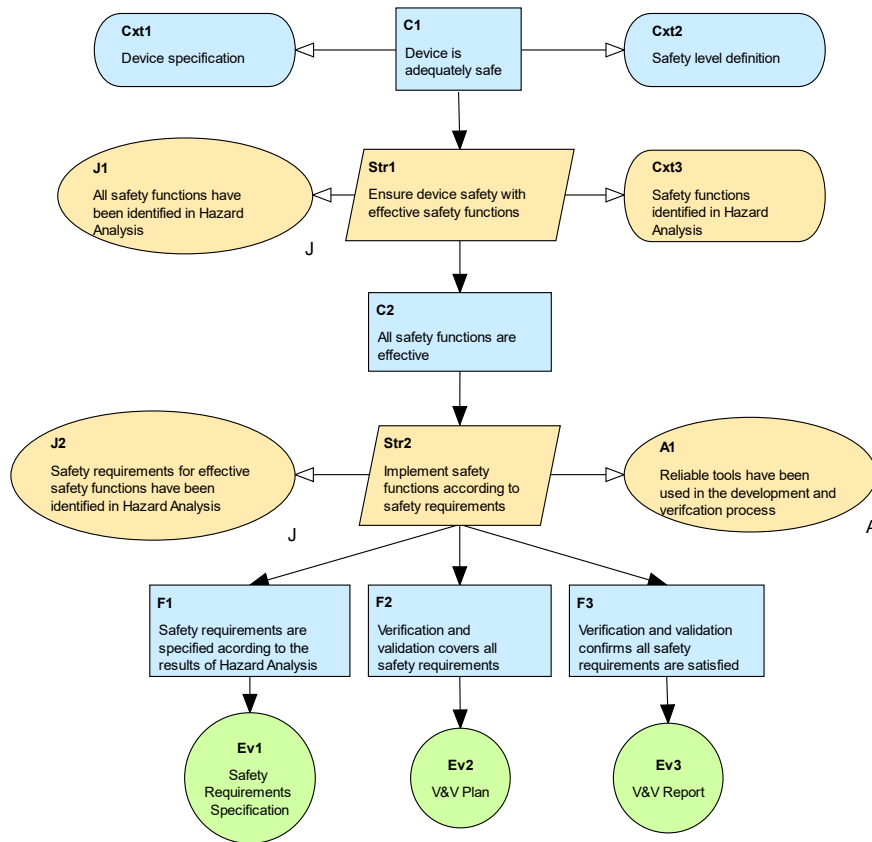 Cxt1
Device specification
C1
Device is
adequately safe
Cxt2
Safety level definition
J1
All safety functions have
been identified in Hazard
Analysis
J
Str1
Ensure device safety with
effective safety functions
Cxt3
Safety functions
identified in Hazard
Analysis
C2
All safety functions are
effective
J2
Safety requirements for effective
safety functions have been
identified in Hazard Analysis
J
Str2
Implement safety
functions according to
safety requirements
A1
Reliable tools have been
used in the development and
verifcation process
A
F1
Safety requirements are
specified acording to the
results of Hazard Analysis
F2
Verification and
validation covers all
safety requirements
F3
Verification and validation
confirms all safety
requirements are satisfied
Ev1
Safety
Requirements
Specification
Ev2
V&V Plan
Ev3
V&V Report